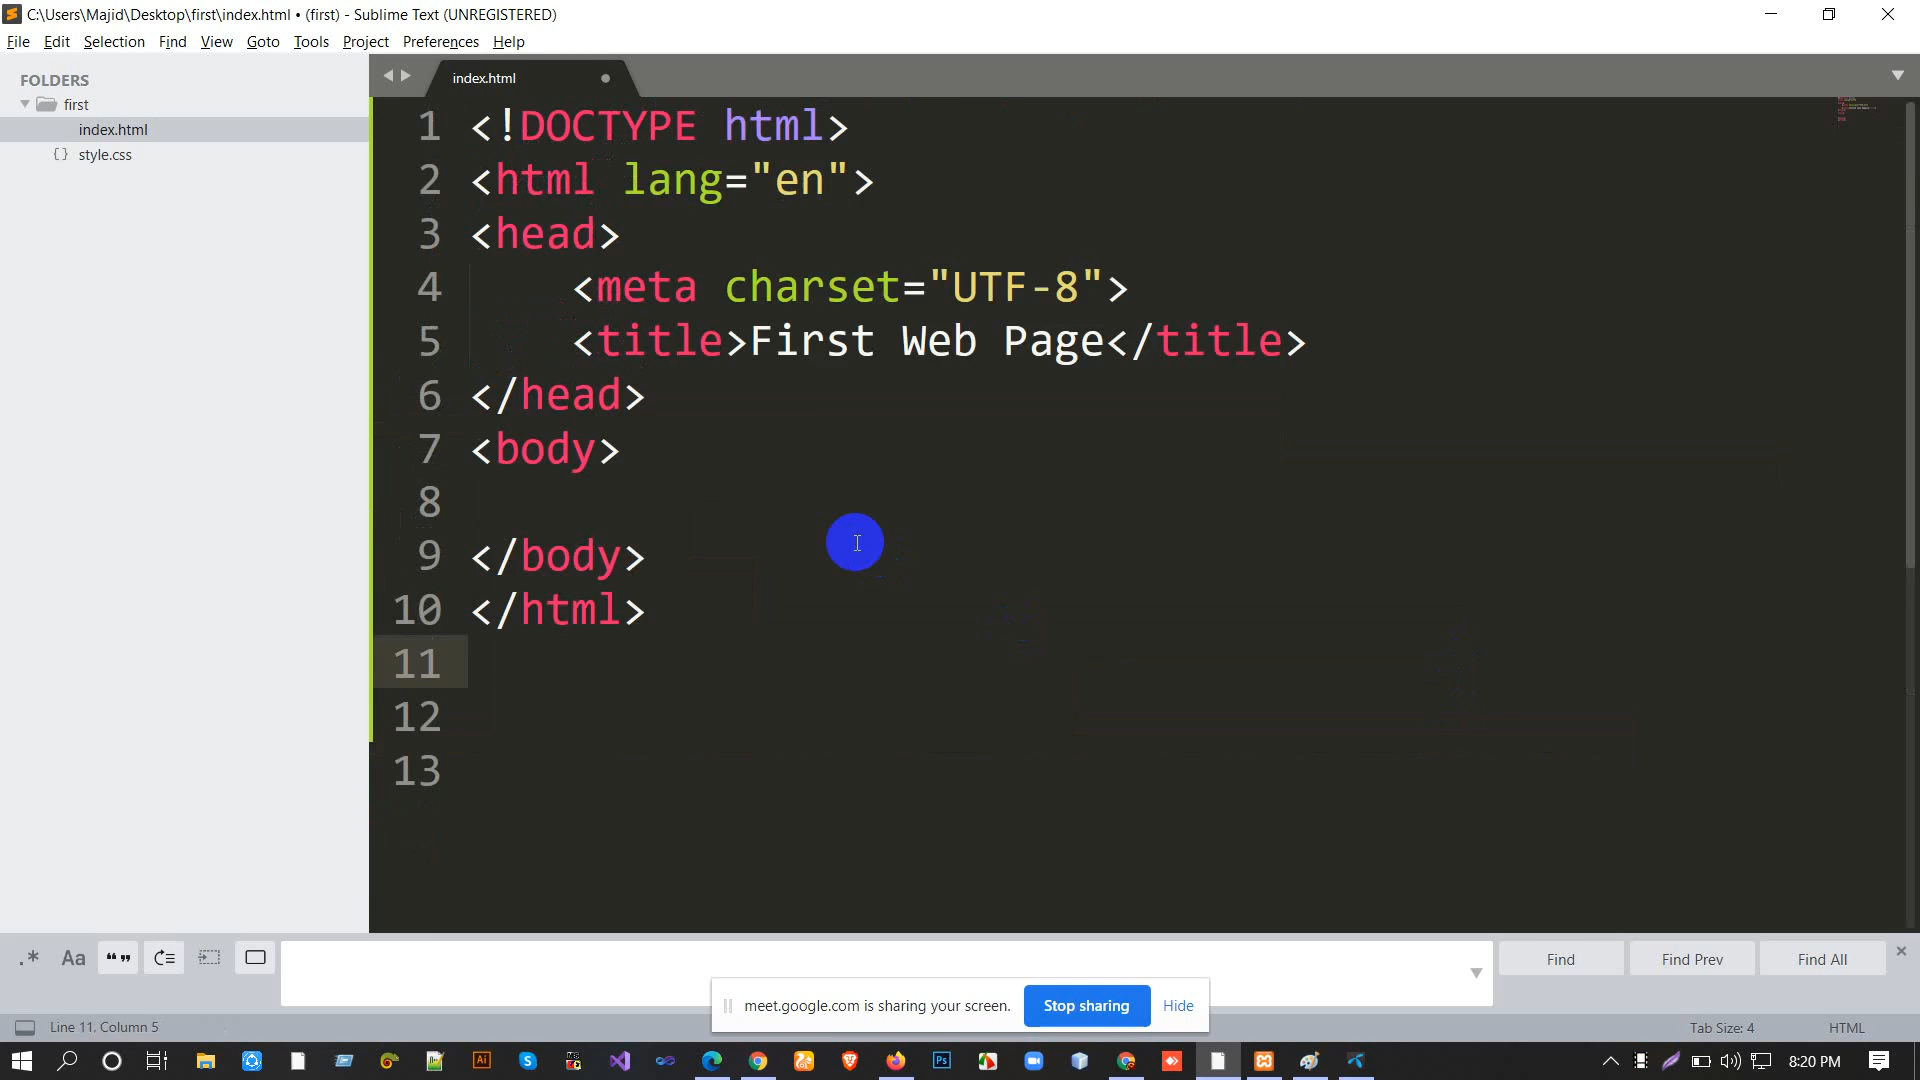 C:\Users\Majid\Desktop\first\index.html • (first) - Sublime Text (UNREGISTERED)
File Edit Selection Find View Goto Tools Project Preferences Help
FOLDERS
first
index.html
{} style.css
index.html
1 <!DOCTYPE html>
2 <html lang="en">
3 <head>
4 <meta charset="UTF-8">
5 <title>First Web Page</title>
6 </head>
7 <body>
8
9 </body>
10 </html>
11
12
13
.* Aa “” Find Find Prev Find All
meet.google.com is sharing your screen. Stop sharing Hide
Line 11, Column 5 Tab Size: 4 HTML
Ai S Ps 8:20 PM